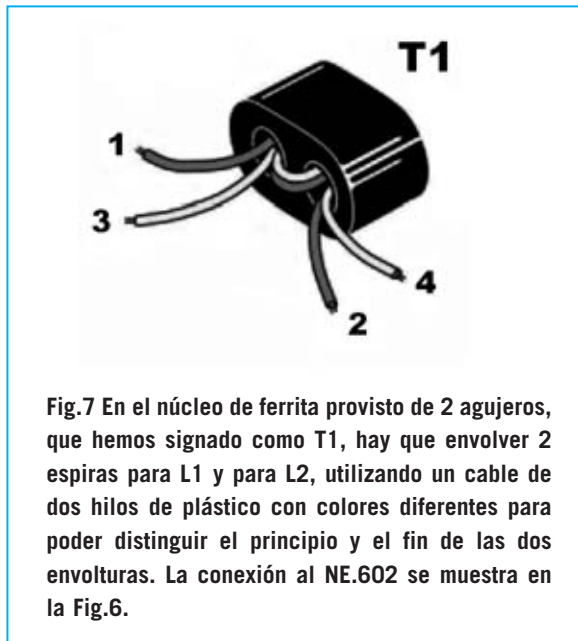 T1
1
3
4
2
Fig.7 En el núcleo de ferrita provisto de 2 agujeros,
que hemos signado como T1, hay que envolver 2
espiras para L1 y para L2, utilizando un cable de
dos hilos de plástico con colores diferentes para
poder distinguir el principio y el fin de las dos
envolturas. La conexión al NE.602 se muestra en
la Fig.6.